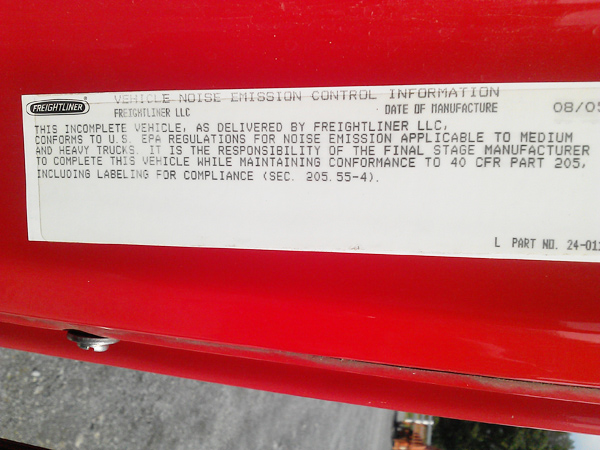 FREIGHTLINER
VEHICLE NOISE EMISSION CONTROL INFORMATION
FREIGHTLINER LLC DATE OF MANUFACTURE
THIS INCOMPLETE VEHICLE, AS DELIVERED BY FREIGHTLINER LLC,
CONFORMS TO U.S. EPA REGULATIONS FOR NOISE EMISSION APPLICABLE TO MEDIUM
AND HEAVY TRUCKS. IT IS THE RESPONSIBILITY OF THE FINAL STAGE MANUFACTURER
TO COMPLETE THIS VEHICLE WHILE MAINTAINING CONFORMANCE TO 40 CFR PART 205,
INCLUDING LABELING FOR COMPLIANCE (SEC. 205.55-4).
L PART NO.